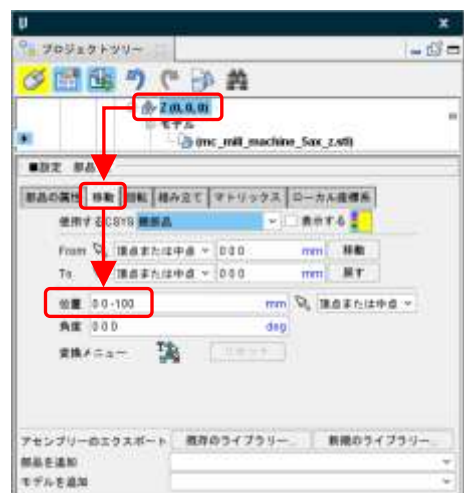 プロジェクトツリー
Z (0, 0, 0)
モデル
(mc_mill_machine_5ax_z.stl)
■設定 部品
部品の属性 移動 回転 組み立て マトリックス ローカル座標系
使用するCSYS 親部品 表示する
From 頂点または中点 0 0 0 mm 移動
To 頂点または中点 0 0 0 mm 戻す
位置 0 0 -100 mm 頂点または中点
角度 0 0 0 deg
変換メニュー リセット
アセンブリーのエクスポート 既存のライブラリー... 新規のライブラリー...
部品を追加
モデルを追加